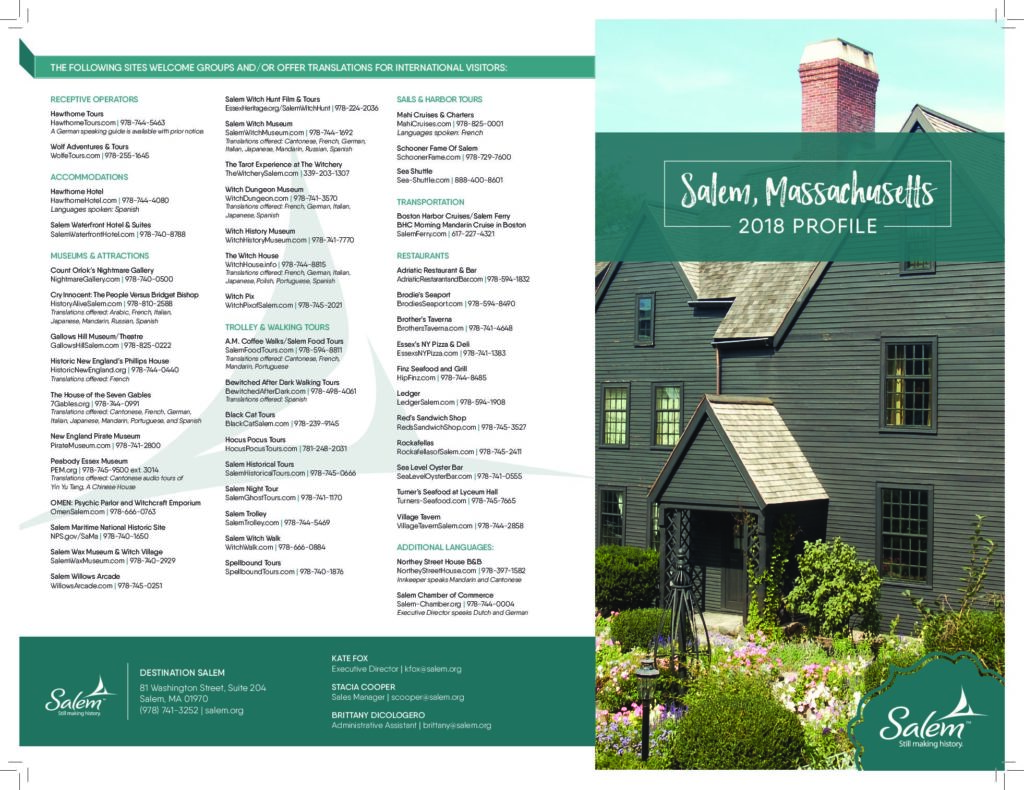 THE FOLLOWING SITES WELCOME GROUPS AND/OR OFFER TRANSLATIONS FOR INTERNATIONAL VISITORS:
RECEPTIVE OPERATORS
Hawthorne Tours
HawthorneTours.com | 978-744-5463
A German speaking guide is available with prior notice.
Wolf Adventures & Tours
WolfeTours.com | 978-255-1645
ACCOMMODATIONS
Hawthorne Hotel
HawthorneHotel.com | 978-744-4080
Languages spoken: Spanish
Salem Waterfront Hotel & Suites
SalemWaterfrontHotel.com | 978-740-8788
MUSEUMS & ATTRACTIONS
Count Orlok's Nightmare Gallery
NightmareGallery.com | 978-740-0500
Cry Innocent: The People Versus Bridget Bishop
HistoryAliveSalem.com | 978-810-2588
Translations offered: Arabic, French, Italian,
Japanese, Mandarin, Russian, Spanish
Gallows Hill Museum/Theatre
GallowsHillSalem.com | 978-825-0222
Historic New England's Phillips House
HistoricNewEngland.org | 978-744-0440
Translations offered: French
The House of the Seven Gables
7Gables.org | 978-744-0991
Translations offered: Cantonese, French, German,
Italian, Japanese, Mandarin, Portuguese, and Spanish
New England Pirate Museum
PirateMuseum.com | 978-741-2800
Peabody Essex Museum
PEM.org | 978-745-9500 ext. 3014
Translations offered: Cantonese audio tours of
Yin Yu Tang, A Chinese House
OMEN: Psychic Parlor and Witchcraft Emporium
OmenSalem.com | 978-666-0763
Salem Maritime National Historic Site
NPS.gov/SaMa | 978-740-1650
Salem Wax Museum & Witch Village
SalemWaxMuseum.com | 978-740-2929
Salem Willows Arcade
WillowsArcade.com | 978-745-0251
Salem Witch Hunt Film & Tours
EssexHeritage.org/SalemWitchHunt | 978-224-2036
Salem Witch Museum
SalemWitchMuseum.com | 978-744-1692
Translations offered: Cantonese, French, German,
Italian, Japanese, Mandarin, Russian, Spanish
The Tarot Experience at The Witchery
TheWitcherySalem.com | 339-203-1307
Witch Dungeon Museum
WitchDungeon.com | 978-741-3570
Translations offered: French, German, Italian,
Japanese, Spanish
Witch History Museum
WitchHistoryMuseum.com | 978-741-7770
The Witch House
WitchHouse.info | 978-744-8815
Translations offered: French, German, Italian,
Japanese, Polish, Portuguese, Spanish
Witch Pix
WitchPixofSalem.com | 978-745-2021
TROLLEY & WALKING TOURS
A.M. Coffee Walks/Salem Food Tours
SalemFoodTours.com | 978-594-8811
Translations offered: Cantonese, French,
Mandarin, Portuguese
Bewitched After Dark Walking Tours
BewitchedAfterDark.com | 978-498-4061
Translations offered: Spanish
Black Cat Tours
BlackCatSalem.com | 978-239-9145
Hocus Pocus Tours
HocusPocusTours.com | 781-248-2031
Salem Historical Tours
SalemHistoricalTours.com | 978-745-0666
Salem Night Tour
SalemGhostTours.com | 978-741-1170
Salem Trolley
SalemTrolley.com | 978-744-5469
Salem Witch Walk
WitchWalk.com | 978-666-0884
Spellbound Tours
SpellboundTours.com | 978-740-1876
SAILS & HARBOR TOURS
Mahi Cruises & Charters
MahiCruises.com | 978-825-0001
Languages spoken: French
Schooner Fame Of Salem
SchoonerFame.com | 978-729-7600
Sea Shuttle
Sea-Shuttle.com | 888-400-8601
TRANSPORTATION
Boston Harbor Cruises/Salem Ferry
BHC Morning Mandarin Cruise in Boston
SalemFerry.com | 617-227-4321
RESTAURANTS
Adriatic Restaurant & Bar
AdriaticRestarantandBar.com | 978-594-1832
Brodie's Seaport
BrodiesSeaport.com | 978-594-8490
Brother's Taverna
BrothersTaverna.com | 978-741-4648
Essex's NY Pizza & Deli
EssexsNYPizza.com | 978-741-1383
Finz Seafood and Grill
HipFinz.com | 978-744-8485
Ledger
LedgerSalem.com | 978-594-1908
Red's Sandwich Shop
RedsSandwichShop.com | 978-745-3527
Rockafellas
RockafellasofSalem.com | 978-745-2411
Sea Level Oyster Bar
SeaLevelOysterBar.com | 978-741-0555
Turner's Seafood at Lyceum Hall
Turners-Seafood.com | 978-745-7665
Village Tavern
VillageTavernSalem.com | 978-744-2858
ADDITIONAL LANGUAGES:
Northey Street House B&B
NortheyStreetHouse.com | 978-397-1582
Innkeeper speaks Mandarin and Cantonese
Salem Chamber of Commerce
Salem-Chamber.org | 978-744-0004
Executive Director speaks Dutch and German
Salem
Still making history.
DESTINATION SALEM
81 Washington Street, Suite 204
Salem, MA 01970
(978) 741-3252 | salem.org
KATE FOX
Executive Director | kfox@salem.org
STACIA COOPER
Sales Manager | scooper@salem.org
BRITTANY DICOLOGERO
Administrative Assistant | brittany@salem.org
Salem, Massachusetts
2018 PROFILE
Salem™
Still making history.